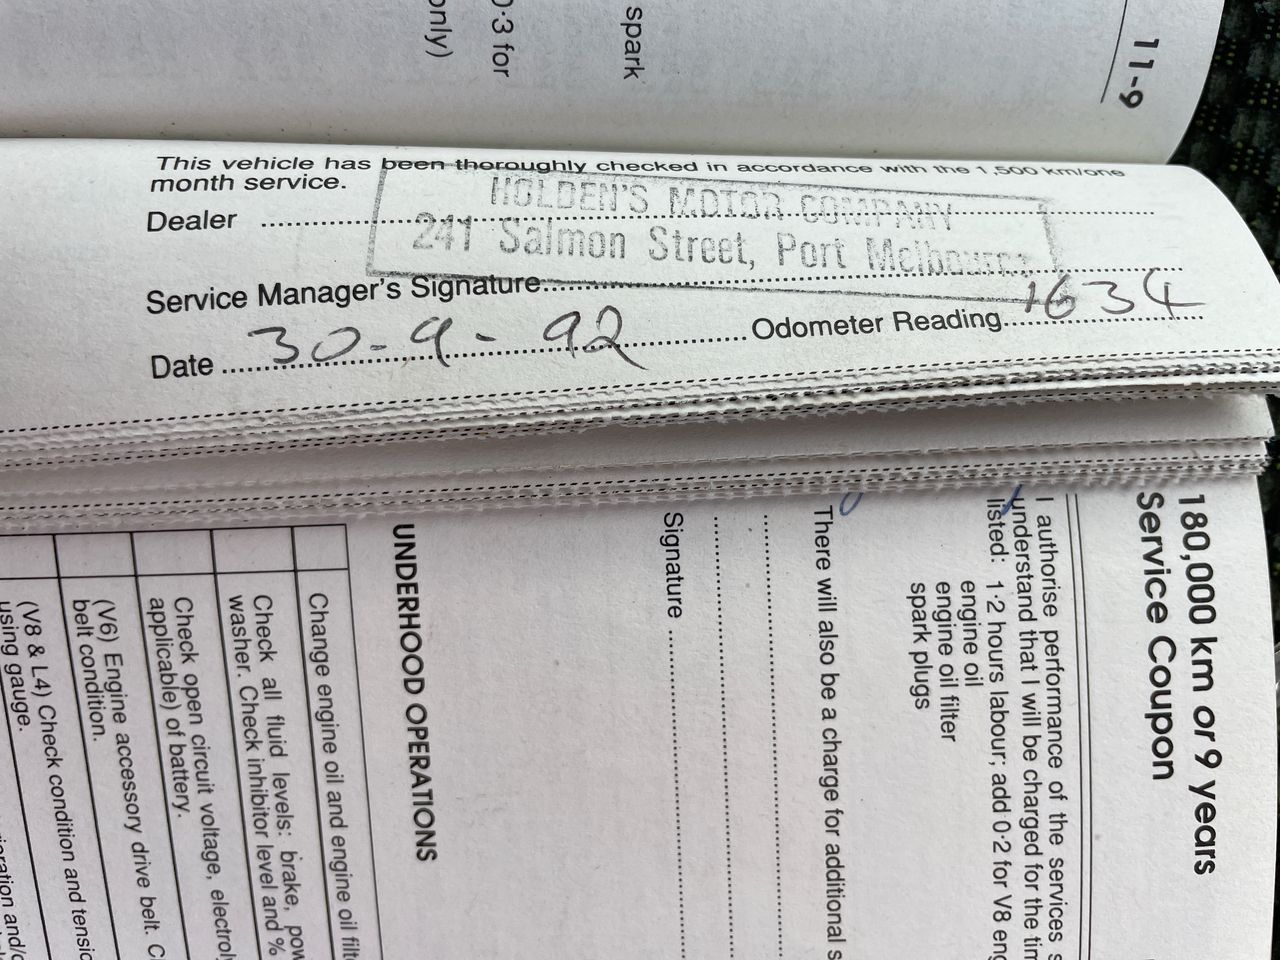 11-9
spark
0·3 for
only)
This vehicle has been thoroughly checked in accordance with the 1,500 km/one
month service.
HOLDEN'S MOTOR COMPANY
Dealer
241 Salmon Street, Port Melbourne
Service Manager's Signature
Date 30-9-92 Odometer Reading 1634
180,000 km or 9 years
Service Coupon
I authorise performance of the services
understand that I will be charged for the
listed: 1·2 hours labour; add 0·2 for V8
engine oil
engine oil filter
spark plugs
There will also be a charge for additional
Signature
UNDERHOOD OPERATIONS
Change engine oil and engine oil
Check all fluid levels: brake,
washer. Check inhibitor level and %
Check open circuit voltage,
applicable) of battery.
(V6) Engine accessory drive belt.
belt condition.
(V8 & L4) Check condition and
using gauge.